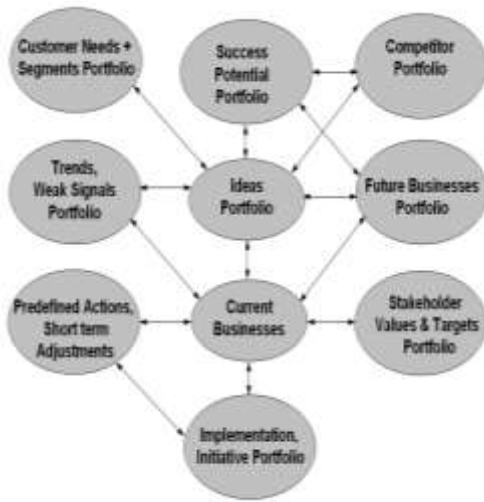 Customer Needs +
Segments Portfolio
Success
Potential
Portfolio
Competitor
Portfolio
Trends,
Weak Signals
Portfolio
Ideas
Portfolio
Future Businesses
Portfolio
Predefined Actions,
Short term
Adjustments
Current
Businesses
Stakeholder
Values & Targets
Portfolio
Implementation,
Initiative Portfolio